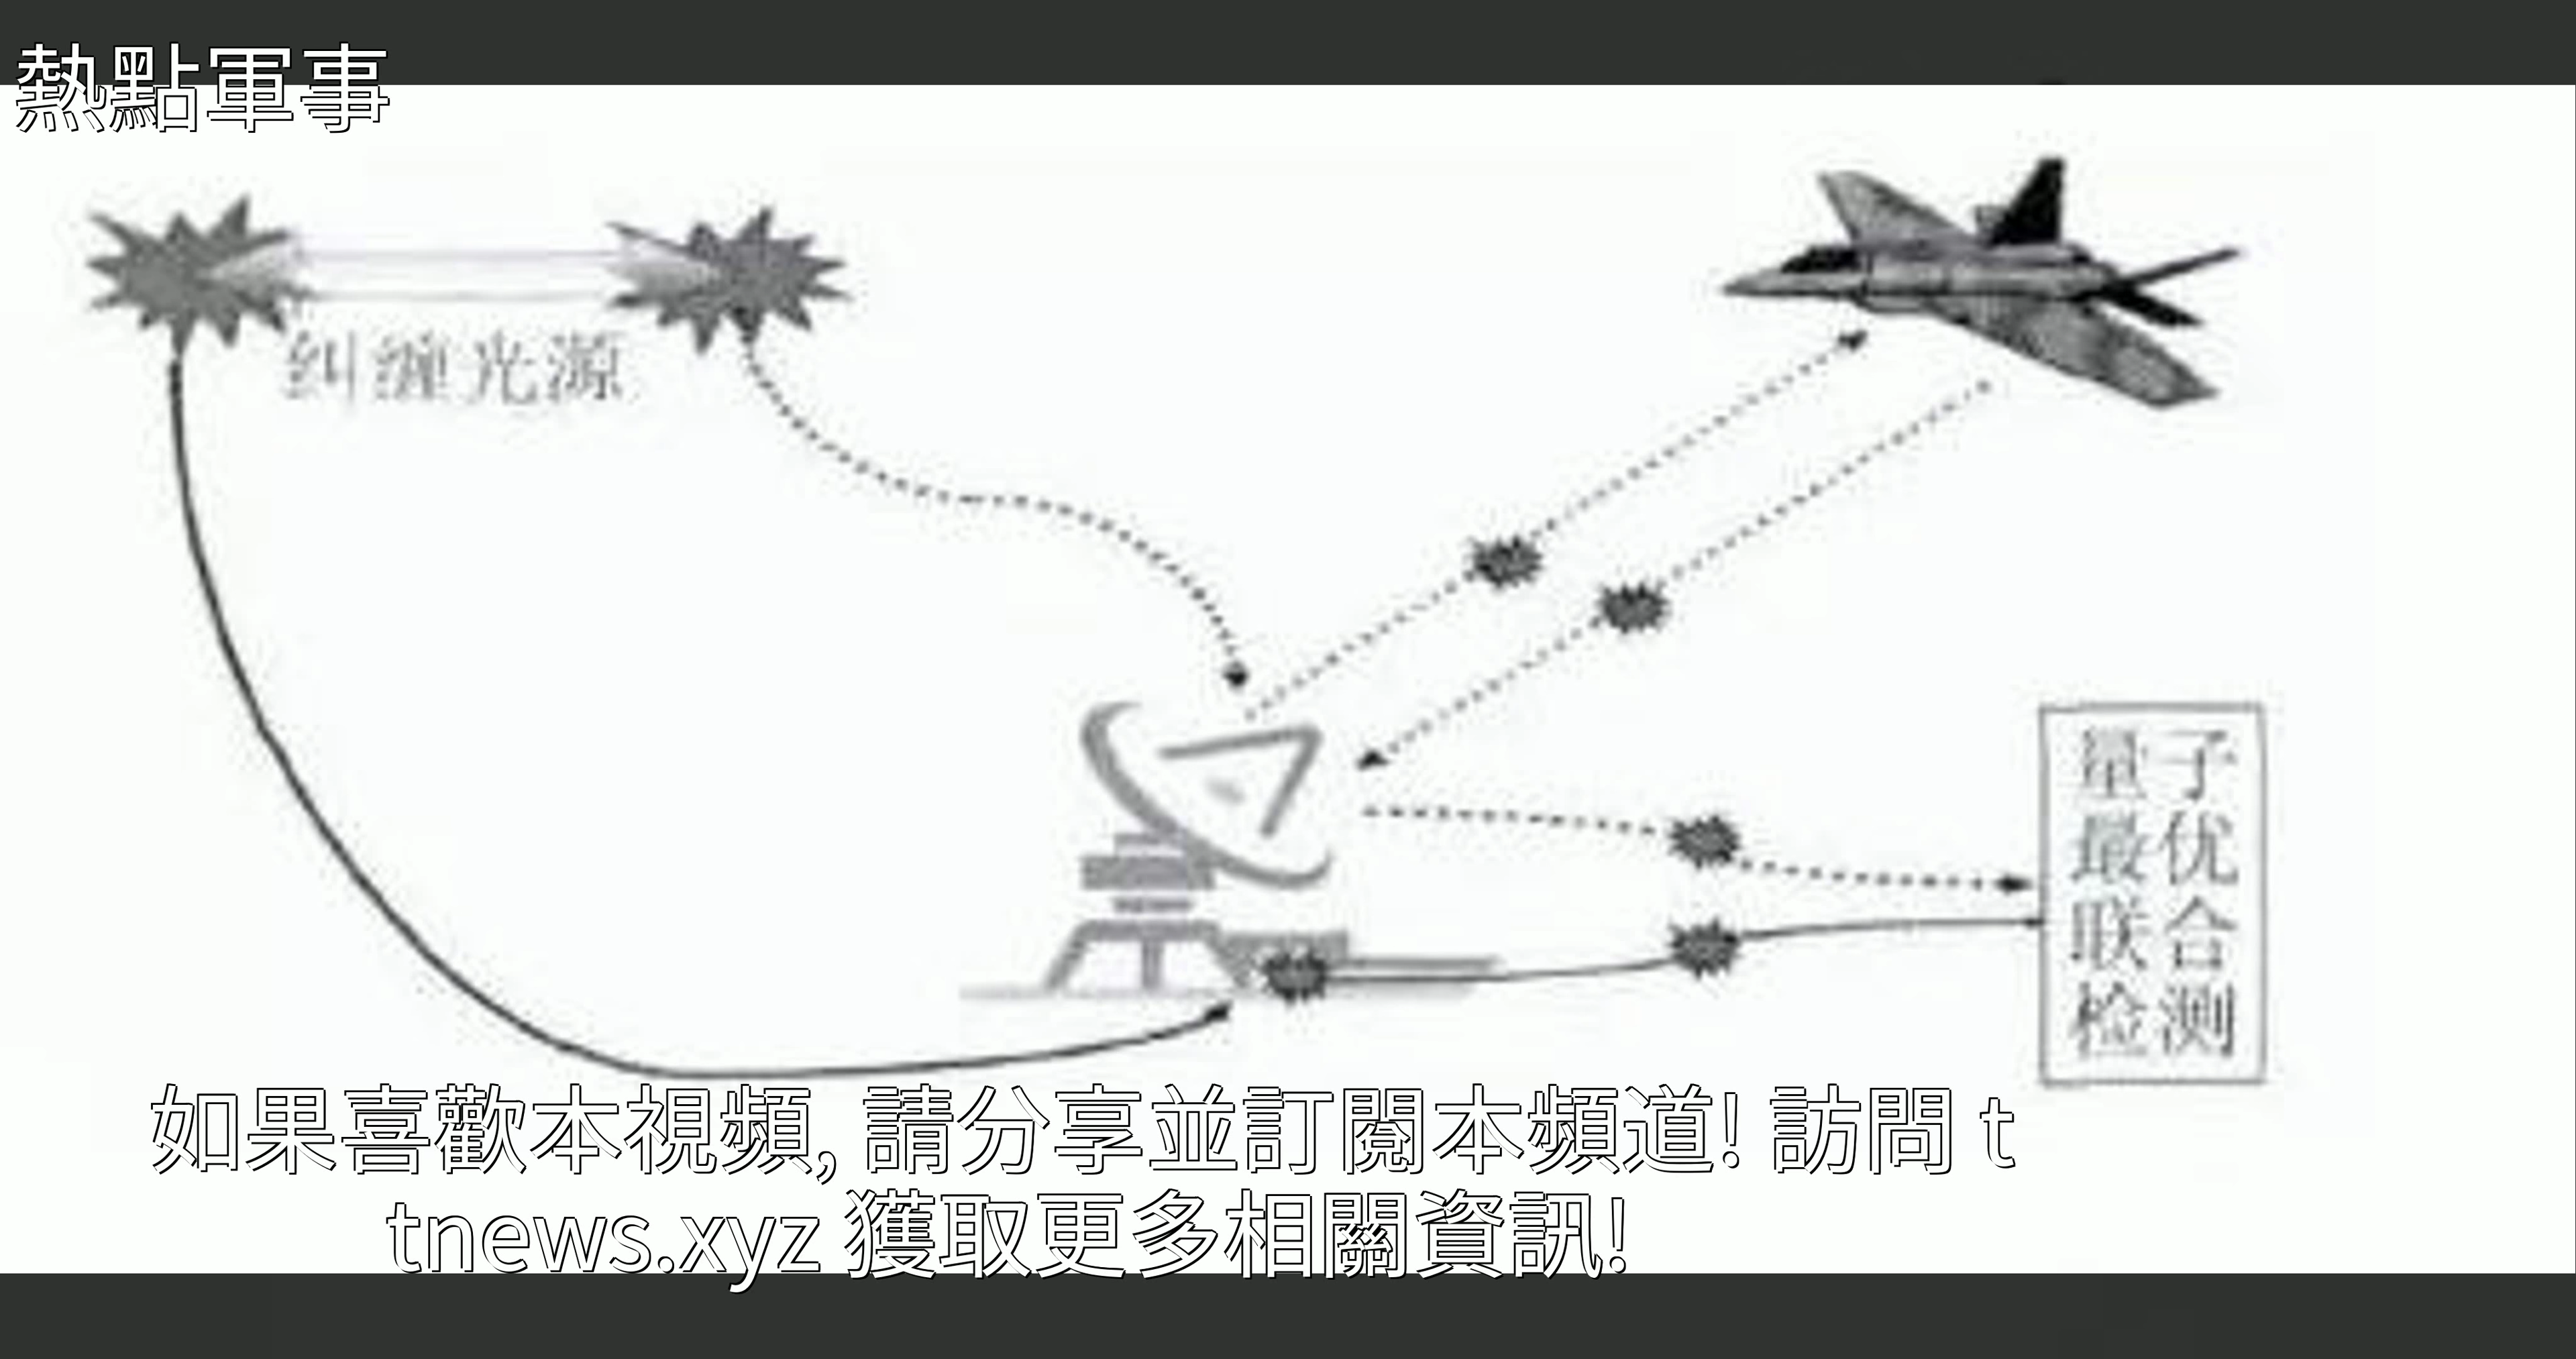 熱點軍事
纠缠光源
量子
最优
联合
检测
如果喜歡本視頻, 請分享並訂閱本頻道! 訪問 t
tnews.xyz 獲取更多相關資訊!